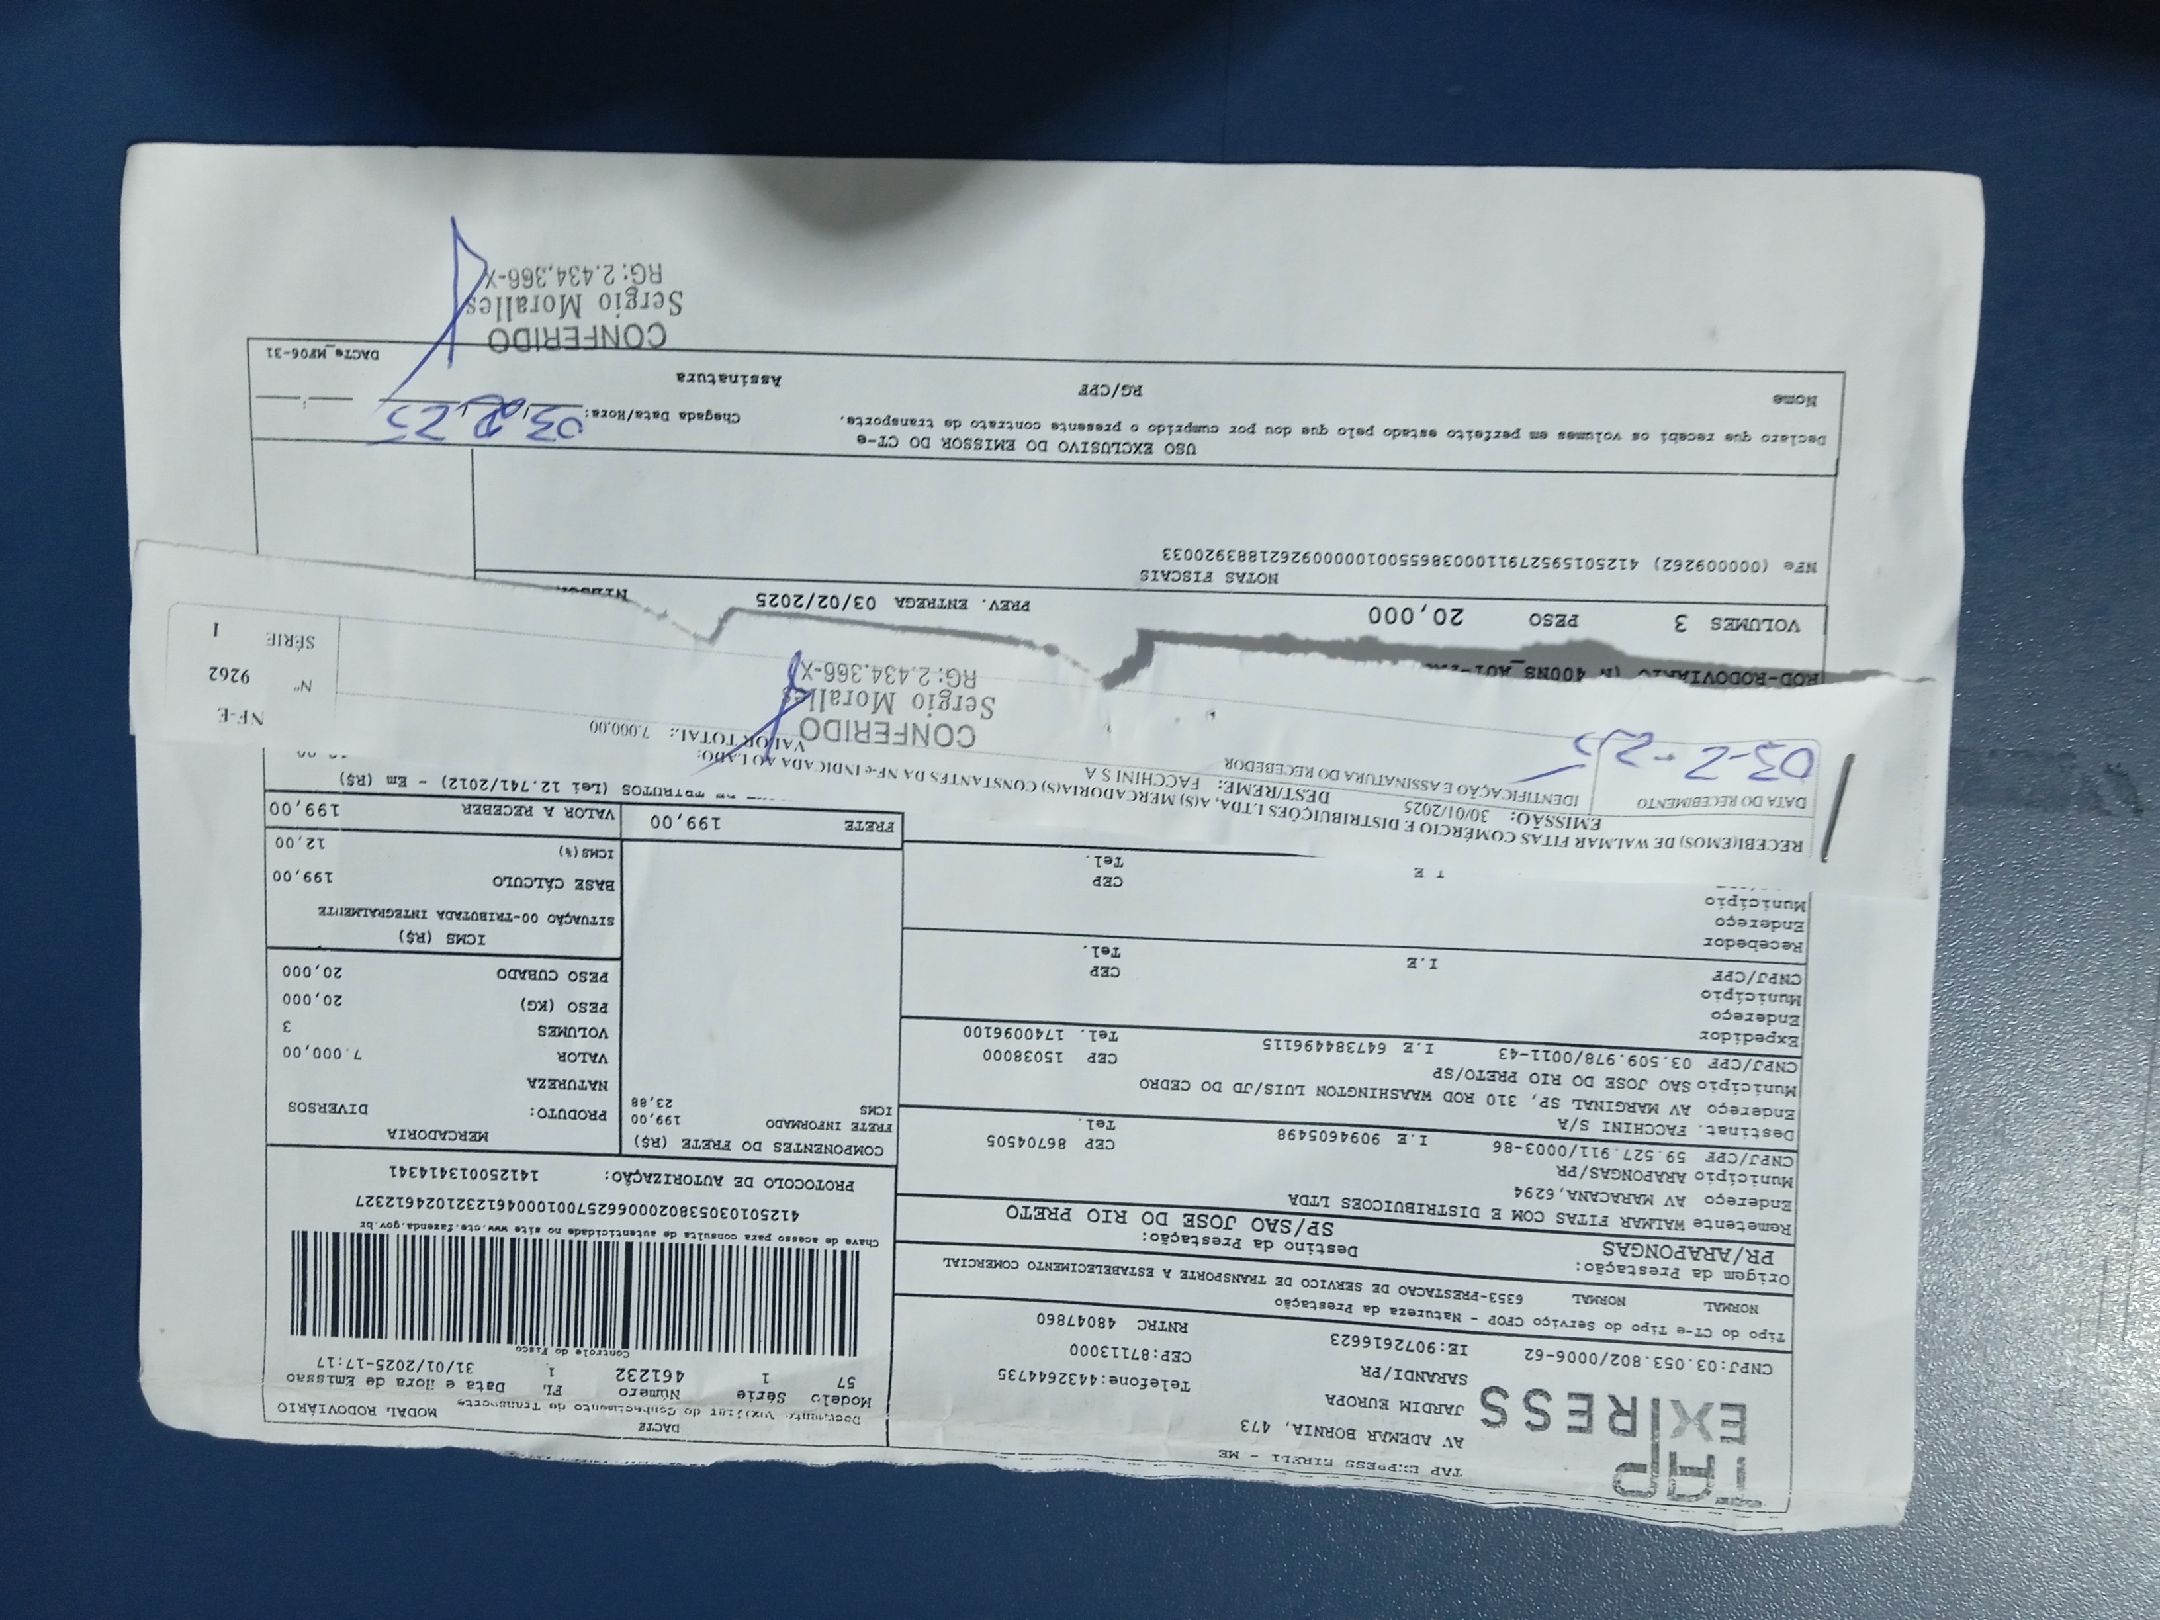 TAP
EXPRESS
TAP EXPRESS EIRELI - ME
AV ADEMAR BORNIA, 473
JARDIM EUROPA
SARANDI/PR
Telefone:4432644735
CEP:87113000
CNPJ:03.053.802/0006-62 IE:9072616623 RNTRC 48047860
DACTE
Documento Auxiliar do Conhecimento de Transporte MODAL RODOVIÁRIO
Modelo Série Número FL Data e Hora de Emissao
57 1 461232 1 31/01/2025-17:17
Controle do Fisco
Chave de acesso para consulta de autenticidade no site www.cte.fazenda.gov.br
41250103053802000662570010004612321024612327
PROTOCOLO DE AUTORIZAÇÃO: 141250013414341
Tipo do CT-e Tipo do Serviço CFOP - Natureza da Prestação
NORMAL NORMAL 6353-PRESTACAO DE SERVICO DE TRANSPORTE A ESTABELECIMENTO COMERCIAL
Origem da Prestação: Destino da Prestação:
PR/ARAPONGAS SP/SAO JOSE DO RIO PRETO
Remetente WALMAR FITAS COM E DISTRIBUICOES LTDA
Endereço AV MARACANA,6294
Município ARAPONGAS/PR CEP 86704505
CNPJ/CPF 59.527.911/0003-86 I.E 9094605498 Tel.
Destinat. FACCHINI S/A
Endereço AV MARGINAL SP, 310 ROD WAASHINGTON LUIS/JD DO CEDRO
Município SAO JOSE DO RIO PRETO/SP CEP 15038000
CNPJ/CPF 03.509.978/0011-43 I.E 647384496115 Tel. 1740096100
Expedidor
Endereço
Município CEP
CNPJ/CPF I.E Tel.
Recebedor
Endereço
Município CEP
Tel.
COMPONENTES DO FRETE (R$)
FRETE INFORMADO 199,00
ICMS 23,88
FRETE 199,00
MERCADORIA
PRODUTO: DIVERSOS
NATUREZA
VALOR 7.000,00
VOLUMES 3
PESO (KG) 20,000
PESO CUBADO 20,000
ICMS (R$)
SITUAÇÃO 00-TRIBUTADA INTEGRALMENTE
BASE CÁLCULO 199,00
ICMS(%) 12,00
VALOR A RECEBER 199,00
TRIBUTOS (Lei 12.741/2012) - Em (R$)
RECEBI(EMOS) DE WALMAR FITAS COMÉRCIO E DISTRIBUIÇÕES LTDA, A(S) MERCADORIA(S) CONSTANTES DA NF-e INDICADA AO LADO:
EMISSÃO: 30/01/2025 DEST/REME: FACCHINI S A VALOR TOTAL: 7.000,00
DATA DO RECEBIMENTO IDENTIFICAÇÃO E ASSINATURA DO RECEBEDOR
03-2-25
CONFERIDO
Sergio Moralles
RG:2.434.366-X
NF-E
Nº 9262
SÉRIE 1
ROD-RODOVIARIO
VOLUMES 3 PESO 20,000 PREV. ENTREGA 03/02/2025
NOTAS FISCAIS
NFe (000009262) 41250159527911000386550010000092621883920033
USO EXCLUSIVO DO EMISSOR DO CT-e
Declaro que recebi os volumes em perfeito estado pelo que dou por cumprido o presente contrato de transporte. Chegada Data/Hora: 03/2/25
Nome RG/CPF Assinatura
DACTe_MF06-31
CONFERIDO
Sergio Moralles
RG:2.434.366-X